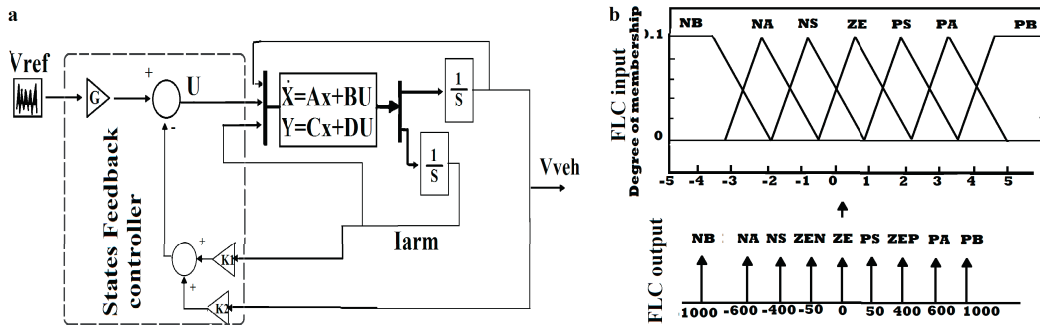 a
Vref
G
+
-
U
Ẋ=Ax+BU
Y=Cx+DU
1
S
1
S
Vveh
Iarm
+
K1
+
K2
States Feedback
controller
b
FLC input
Degree of membership
NB NA NS ZE PS PA PB
0.1
0
-5 -4 -3 -2 -1 0 1 2 3 4 5
FLC output
NB NA NS ZEN ZE PS ZEP PA PB
-1000 -600 -400 -50 0 50 400 600 1000